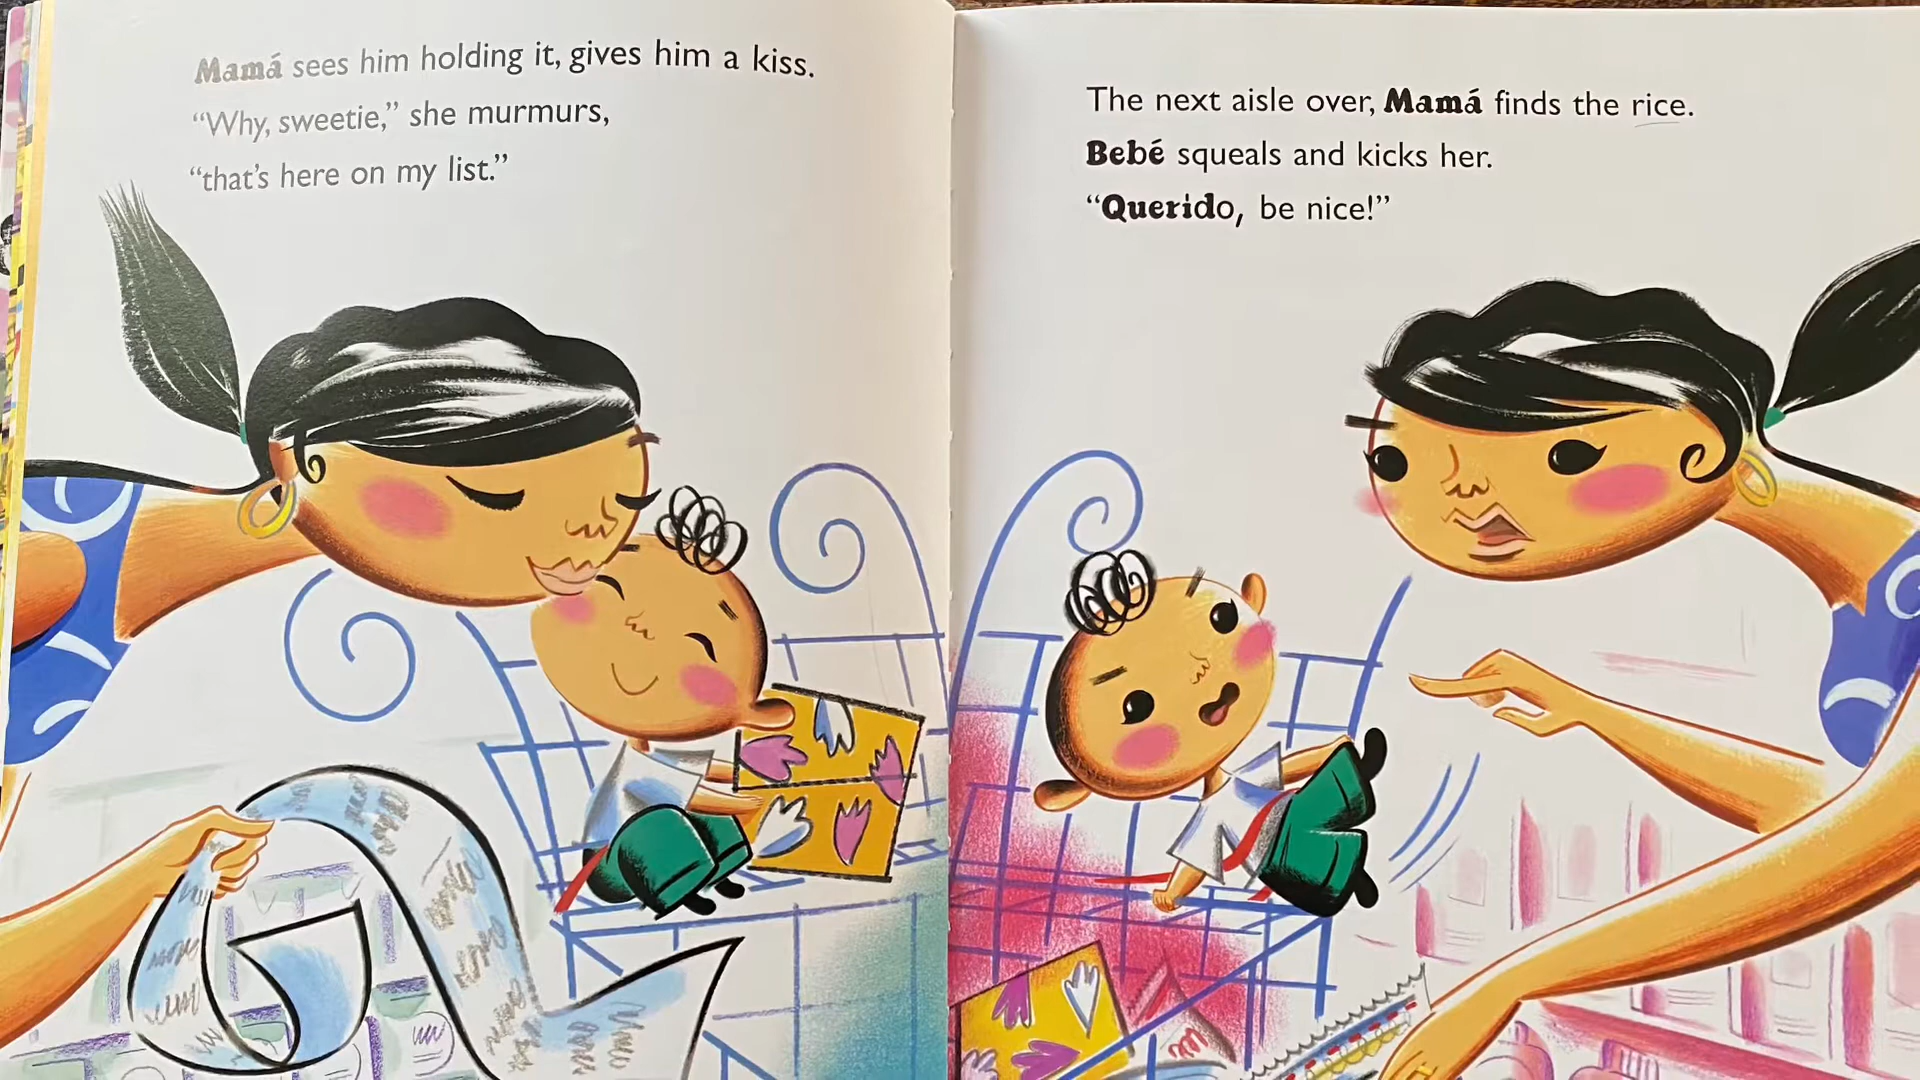 Mamá sees him holding it, gives him a kiss.
“Why, sweetie,” she murmurs,
“that’s here on my list.”
The next aisle over, Mamá finds the rice.
Bebé squeals and kicks her.
“Querido, be nice!”